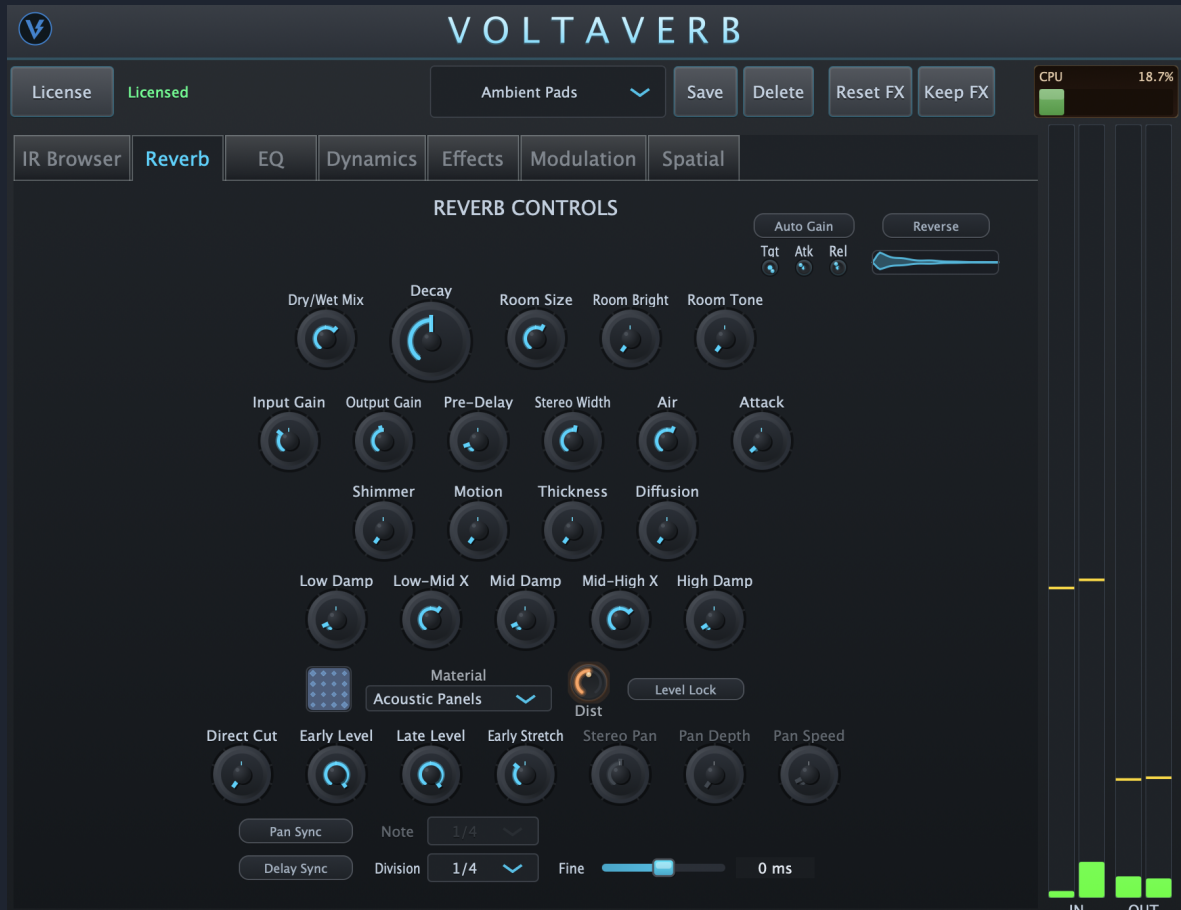 VOLTAVERB
License Licensed Ambient Pads Save Delete Reset FX Keep FX
CPU 18.7%
IR Browser Reverb EQ Dynamics Effects Modulation Spatial
REVERB CONTROLS
Auto Gain Reverse
Tgt Atk Rel
Dry/Wet Mix Decay Room Size Room Bright Room Tone
Input Gain Output Gain Pre-Delay Stereo Width Air Attack
Shimmer Motion Thickness Diffusion
Low Damp Low-Mid X Mid Damp Mid-High X High Damp
Material
Acoustic Panels Level Lock
Dist
Direct Cut Early Level Late Level Early Stretch Stereo Pan Pan Depth Pan Speed
Pan Sync Note 1/4
Delay Sync Division 1/4 Fine 0 ms
IN OUT